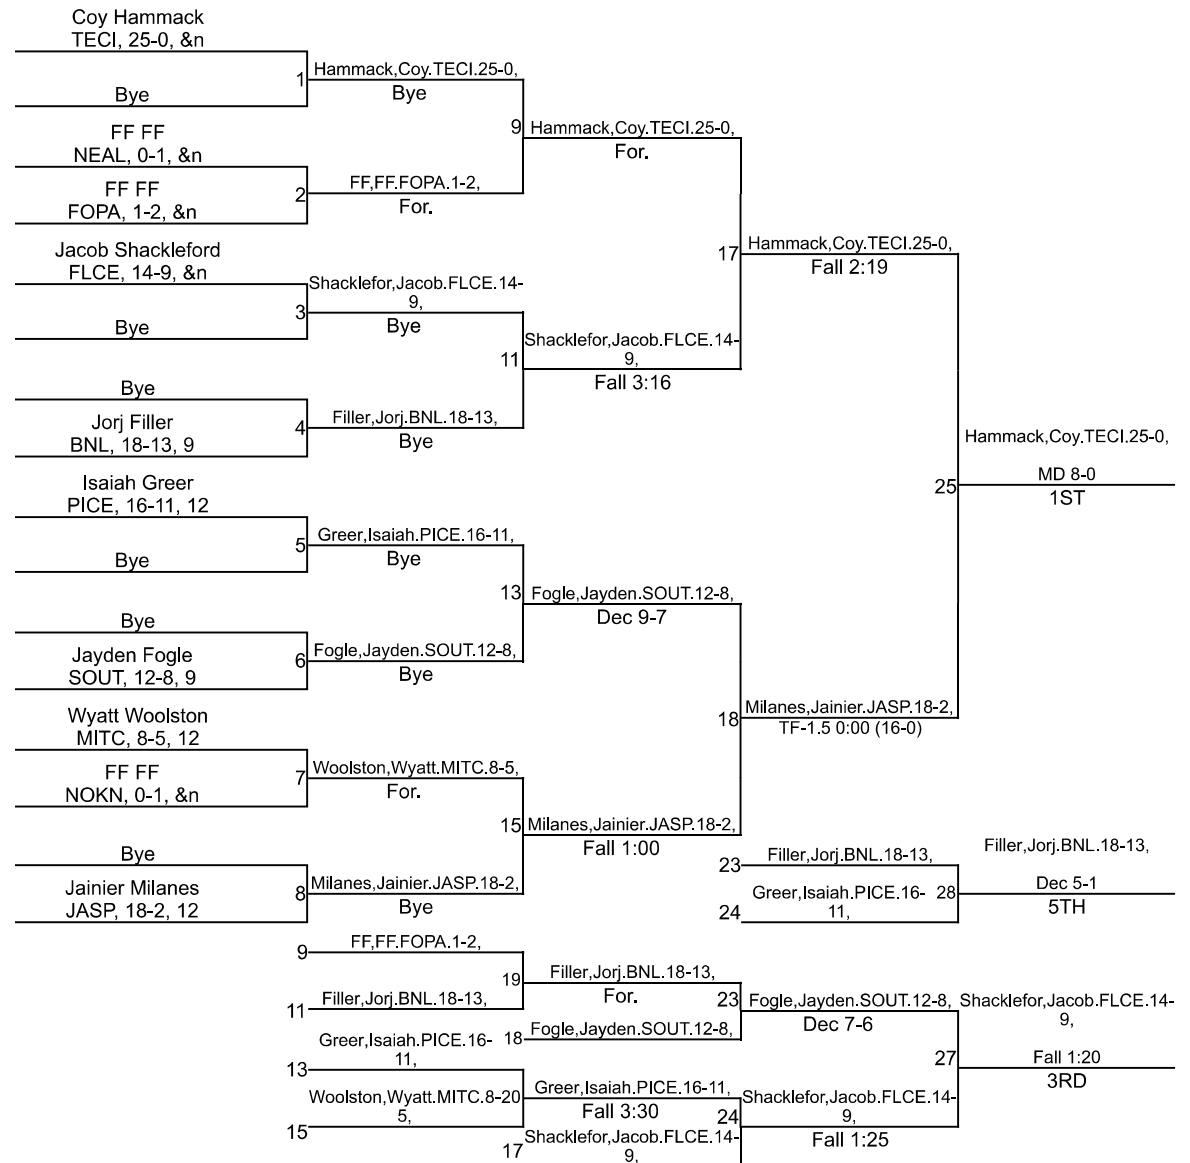 Coy Hammack
TECI, 25-0, &n
1
Hammack,Coy.TECI.25-0,
Bye
Bye
FF FF
NEAL, 0-1, &n
9
Hammack,Coy.TECI.25-0,
For.
FF FF
FOPA, 1-2, &n
2
FF,FF.FOPA.1-2,
For.
Jacob Shackleford
FLCE, 14-9, &n
17
Hammack,Coy.TECI.25-0,
Fall 2:19
3
Shacklefor,Jacob.FLCE.14-
9,
Bye
Bye
11
Shacklefor,Jacob.FLCE.14-
9,
Fall 3:16
Bye
Jorj Filler
BNL, 18-13, 9
4
Filler,Jorj.BNL.18-13,
Bye
Hammack,Coy.TECI.25-0,
25
MD 8-0
1ST
Isaiah Greer
PICE, 16-11, 12
5
Greer,Isaiah.PICE.16-11,
Bye
Bye
13
Fogle,Jayden.SOUT.12-8,
Dec 9-7
Bye
Jayden Fogle
SOUT, 12-8, 9
6
Fogle,Jayden.SOUT.12-8,
Bye
Wyatt Woolston
MITC, 8-5, 12
18
Milanes,Jainier.JASP.18-2,
TF-1.5 0:00 (16-0)
FF FF
NOKN, 0-1, &n
7
Woolston,Wyatt.MITC.8-5,
For.
15
Milanes,Jainier.JASP.18-2,
Fall 1:00
Bye
Jainier Milanes
JASP, 18-2, 12
8
Milanes,Jainier.JASP.18-2,
Bye
23
Filler,Jorj.BNL.18-13,
24
Greer,Isaiah.PICE.16-
11,
28
Filler,Jorj.BNL.18-13,
Dec 5-1
5TH
9
FF,FF.FOPA.1-2,
19
Filler,Jorj.BNL.18-13,
For.
11
Filler,Jorj.BNL.18-13,
23
Fogle,Jayden.SOUT.12-8,
Dec 7-6
18
Fogle,Jayden.SOUT.12-8,
Shacklefor,Jacob.FLCE.14-
9,
27
Fall 1:20
3RD
13
Greer,Isaiah.PICE.16-
11,
20
Greer,Isaiah.PICE.16-11,
Fall 3:30
15
Woolston,Wyatt.MITC.8-
5,
24
Shacklefor,Jacob.FLCE.14-
9,
Fall 1:25
17
Shacklefor,Jacob.FLCE.14-
9,